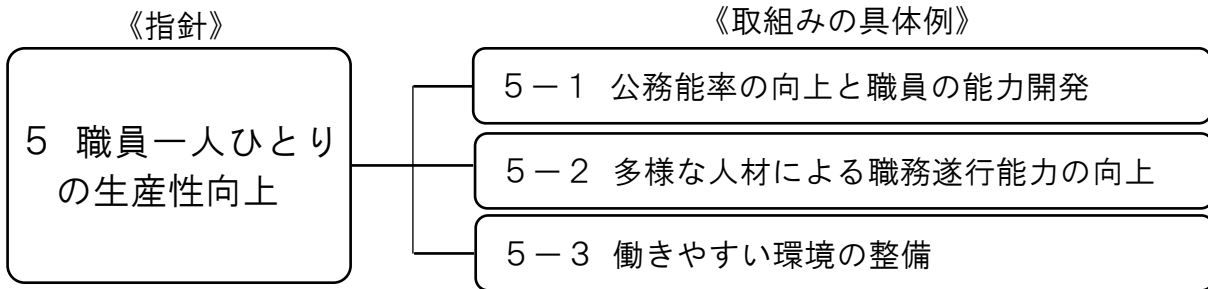 《指針》
《取組みの具体例》
5 職員一人ひとり
の生産性向上
5－1 公務能率の向上と職員の能力開発
5－2 多様な人材による職務遂行能力の向上
5－3 働きやすい環境の整備